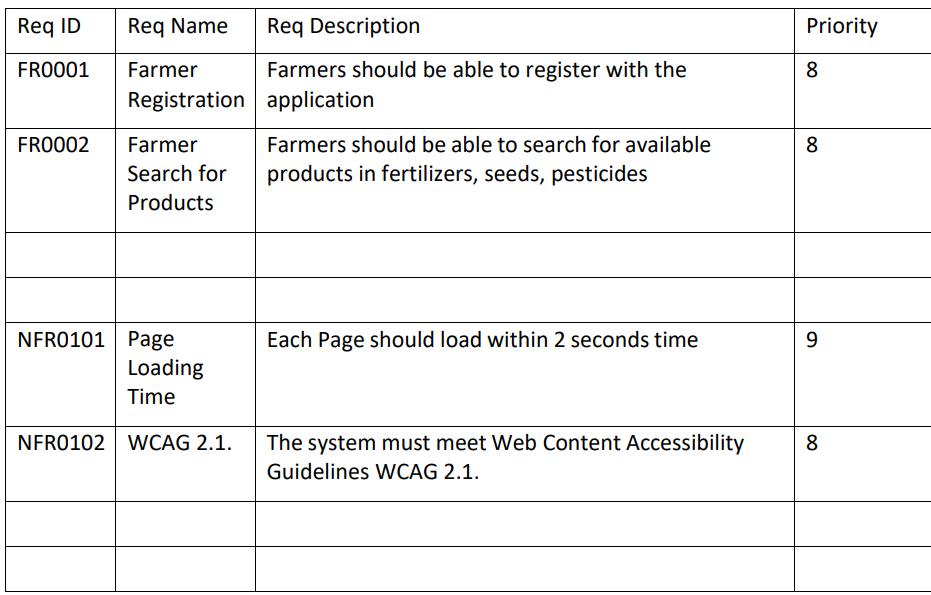 Req ID Req Name Req Description Priority
FR0001 Farmer Farmers should be able to register with the 8
Registration application
FR0002 Farmer Farmers should be able to search for available 8
Search for products in fertilizers, seeds, pesticides
Products
NFR0101 Page Each Page should load within 2 seconds time 9
Loading
Time
NFR0102 WCAG 2.1. The system must meet Web Content Accessibility 8
Guidelines WCAG 2.1.